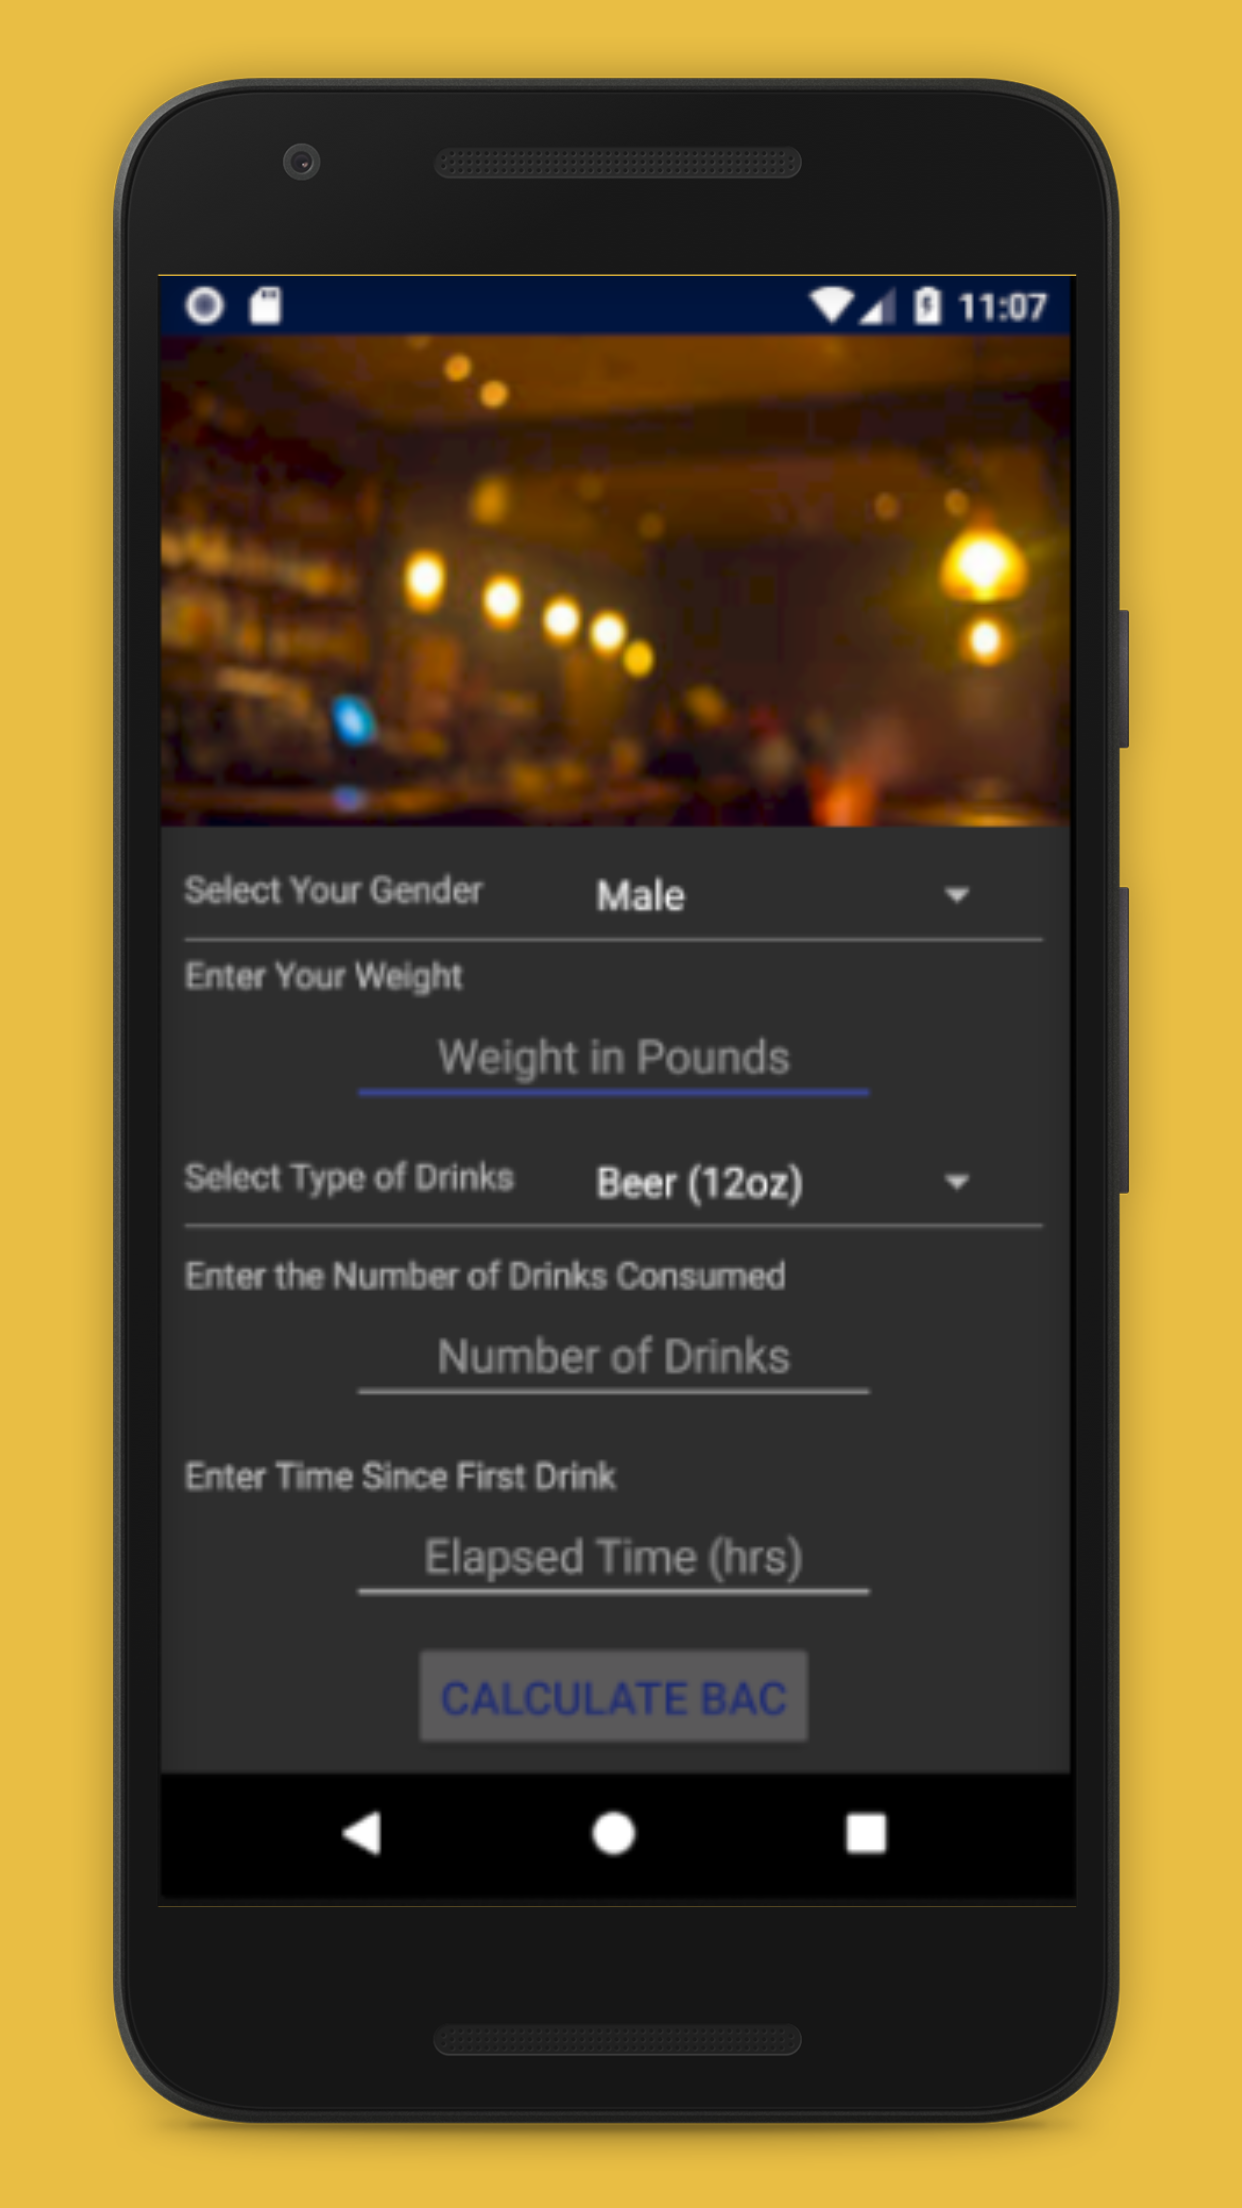 11:07
Select Your Gender Male
Enter Your Weight
Weight in Pounds
Select Type of Drinks Beer (12oz)
Enter the Number of Drinks Consumed
Number of Drinks
Enter Time Since First Drink
Elapsed Time (hrs)
CALCULATE BAC